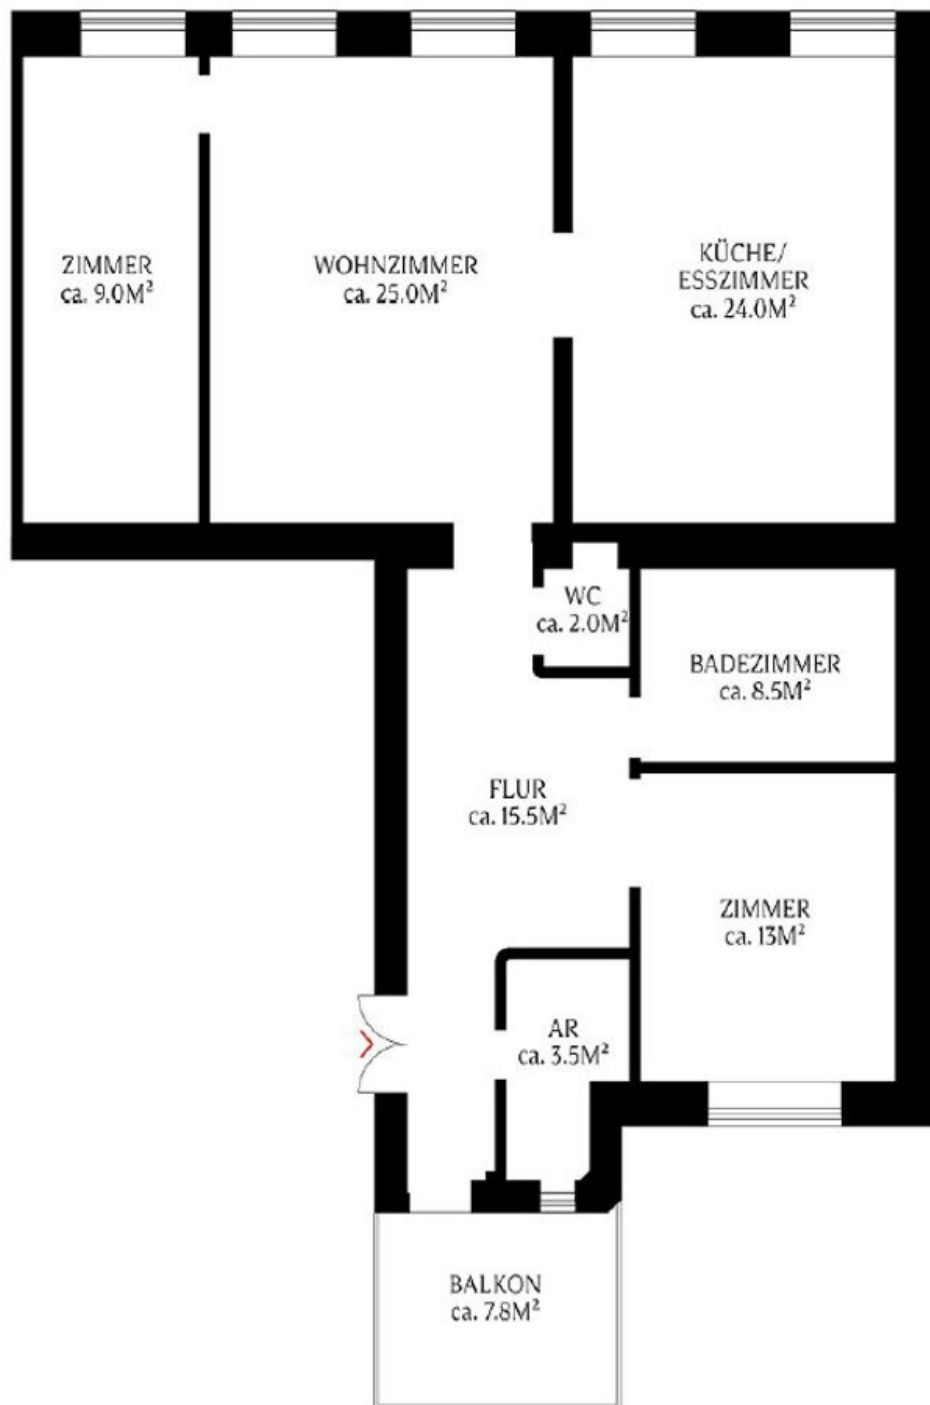 ZIMMER
ca. 9.0M²
WOHNZIMMER
ca. 25.0M²
KÜCHE/
ESSZIMMER
ca. 24.0M²
WC
ca. 2.0M²
BADEZIMMER
ca. 8.5M²
FLUR
ca. 15.5M²
ZIMMER
ca. 13M²
AR
ca. 3.5M²
BALKON
ca. 7.8M²